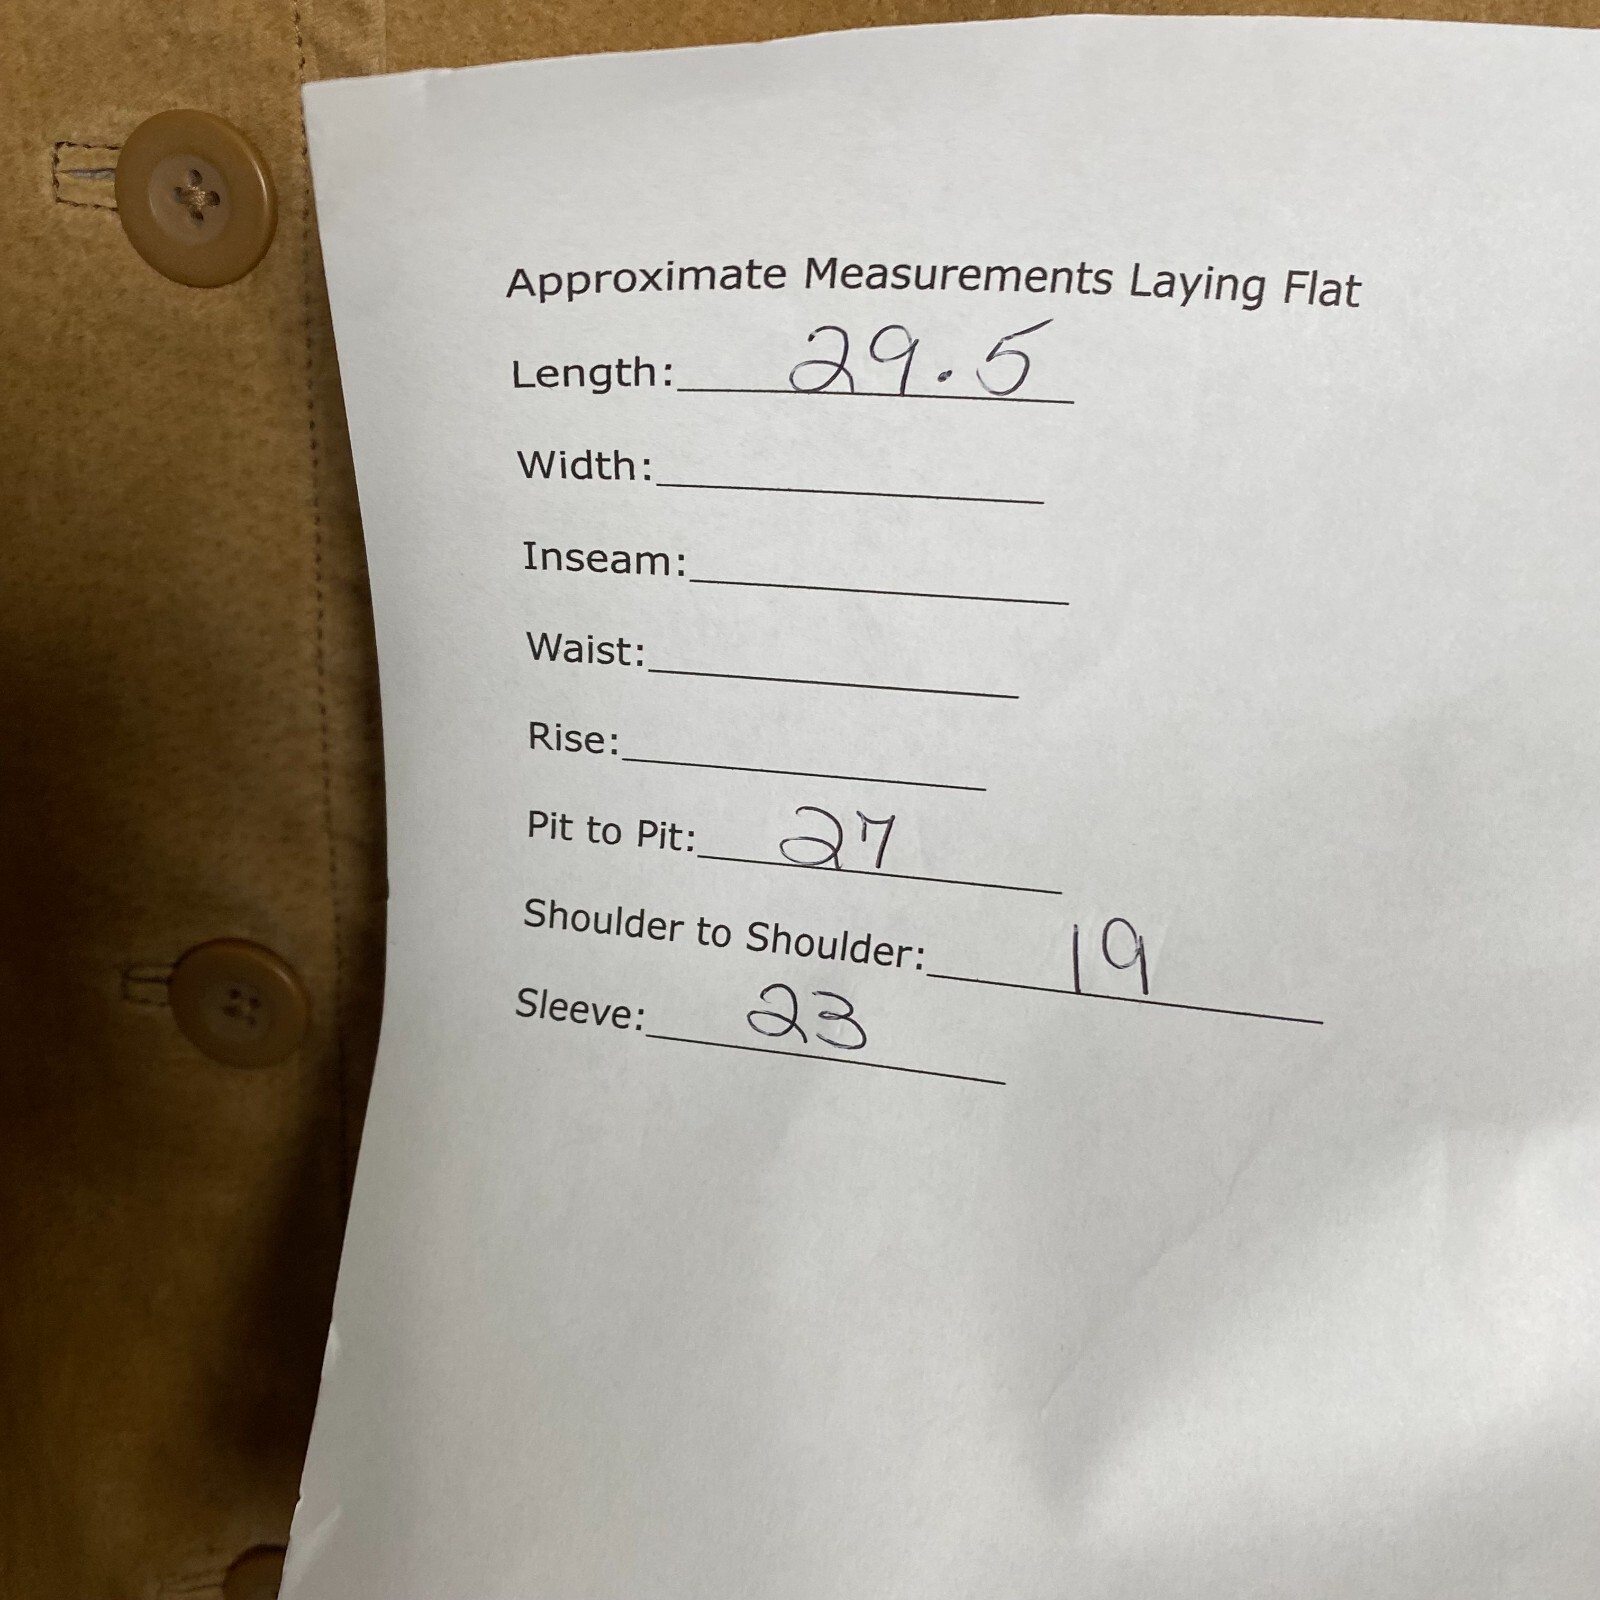 Approximate Measurements Laying Flat
Length: 29.5
Width:
Inseam:
Waist:
Rise:
Pit to Pit: 27
Shoulder to Shoulder: 19
Sleeve: 23